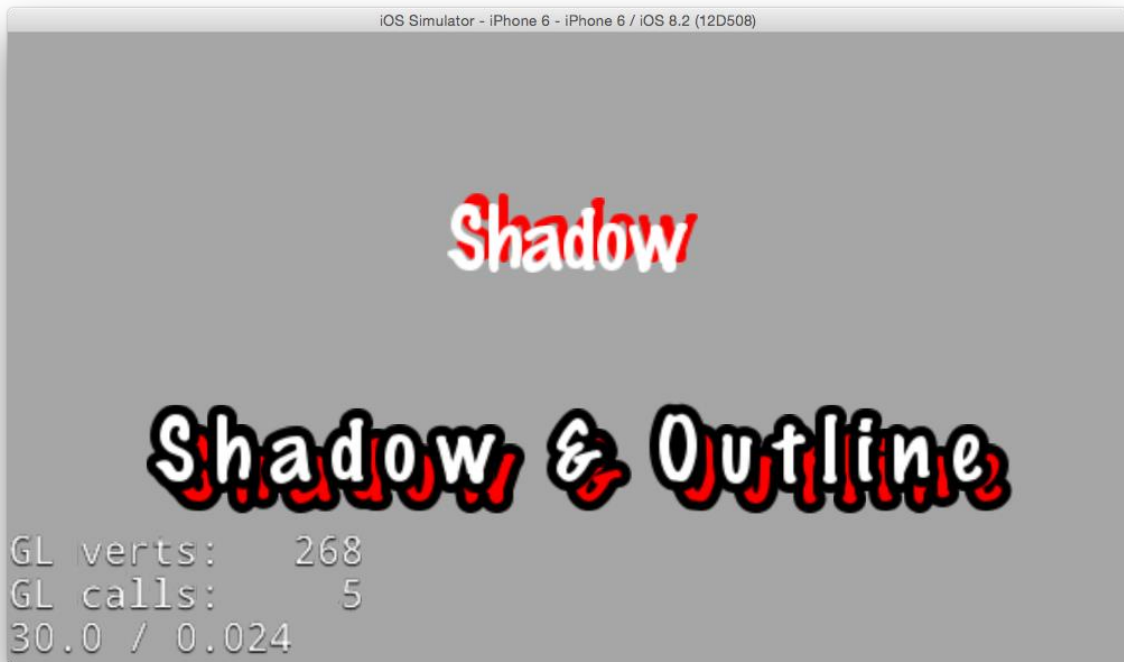 iOS Simulator - iPhone 6 - iPhone 6 / iOS 8.2 (12D508)
Shadow
Shadow & Outline
GL verts: 268
GL calls: 5
30.0 / 0.024